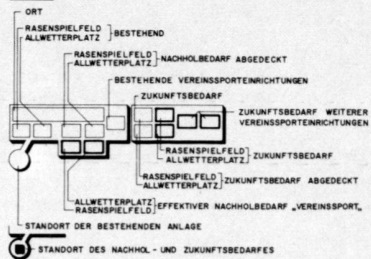 ORT
RASENSPIELFELD
ALLWETTERPLATZ } BESTEHEND
RASENSPIELFELD
ALLWETTERPLATZ } NACHHOLBEDARF ABGEDECKT
BESTEHENDE VEREINSSPORTEINRICHTUNGEN
ZUKUNFTSBEDARF
ZUKUNFTSBEDARF WEITERER
VEREINSSPORTEINRICHTUNGEN
RASENSPIELFELD
ALLWETTERPLATZ } ZUKUNFTSBEDARF
RASENSPIELFELD
ALLWETTERPLATZ } ZUKUNFTSBEDARF ABGEDECKT
ALLWETTERPLATZ
RASENSPIELFELD } EFFEKTIVER NACHHOLBEDARF „VEREINSSPORT„
STANDORT DER BESTEHENDEN ANLAGE
STANDORT DES NACHHOL- UND ZUKUNFTSBEDARFES